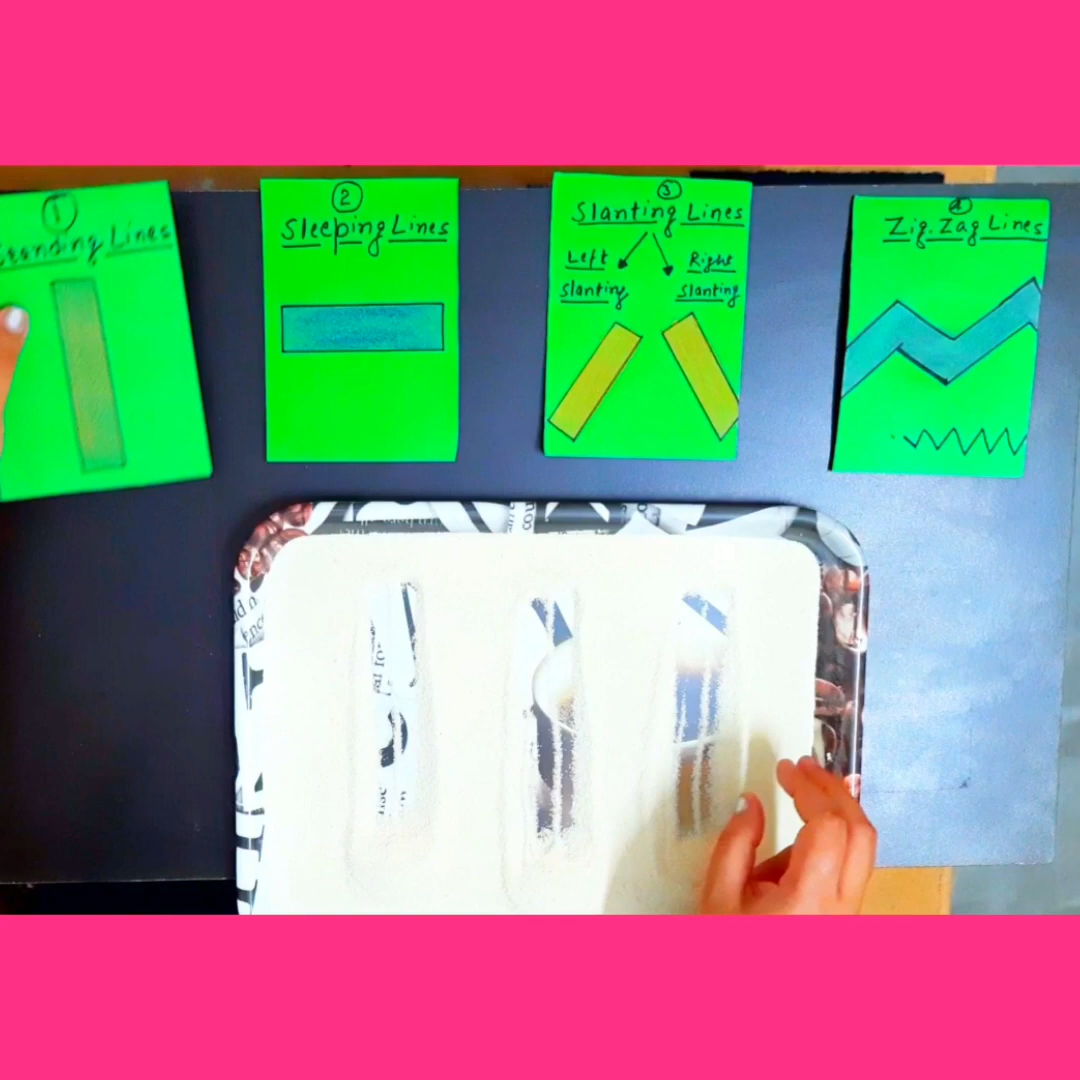 1
Standing Lines
2
Sleeping Lines
3
Slanting Lines
Left
Slanting
Right
Slanting
4
Zig-Zag Lines